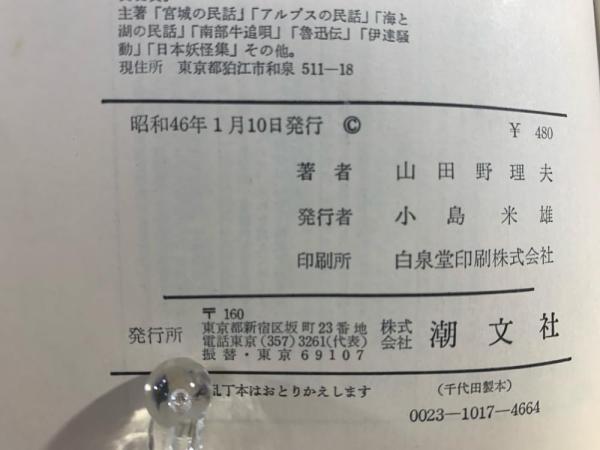 主著「宮城の民話」「アルプスの民話」「海と
湖の民話」「南部牛追唄」「魯迅伝」「伊達騒
動」「日本妖怪集」その他。
現住所 東京都狛江市和泉 511―18
昭和46年1月10日発行 © ¥ 480
著者 山田野理夫
発行者 小島米雄
印刷所 白泉堂印刷株式会社
〒160
発行所 東京都新宿区坂町23番地 株式会社 潮文社
電話東京(357)3261(代表)
振替・東京69107
乱丁本はおとりかえします (千代田製本)
0023―1017―4664